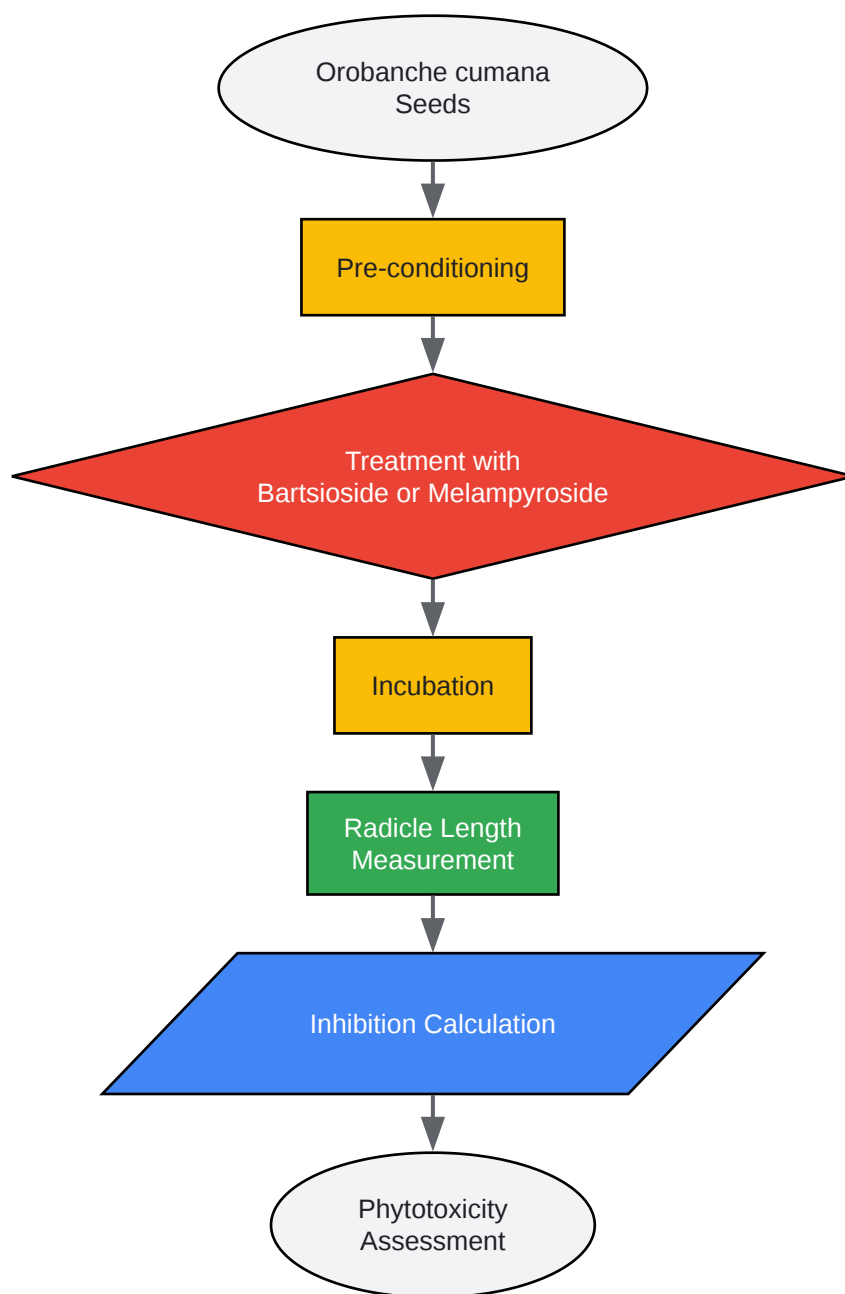 Orobanche cumana
Seeds
Pre-conditioning
Treatment with
Bartsioside or Melampyroside
Incubation
Radicle Length
Measurement
Inhibition Calculation
Phytotoxicity
Assessment